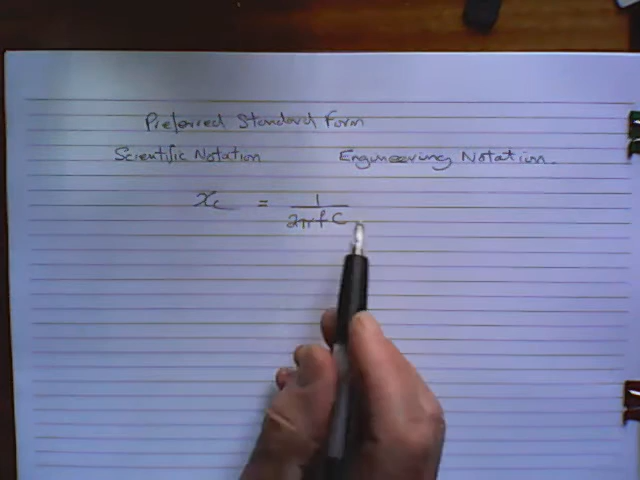 Preferred Standard Form
Scientific Notation Engineering Notation.
Xc = 1/2πfC